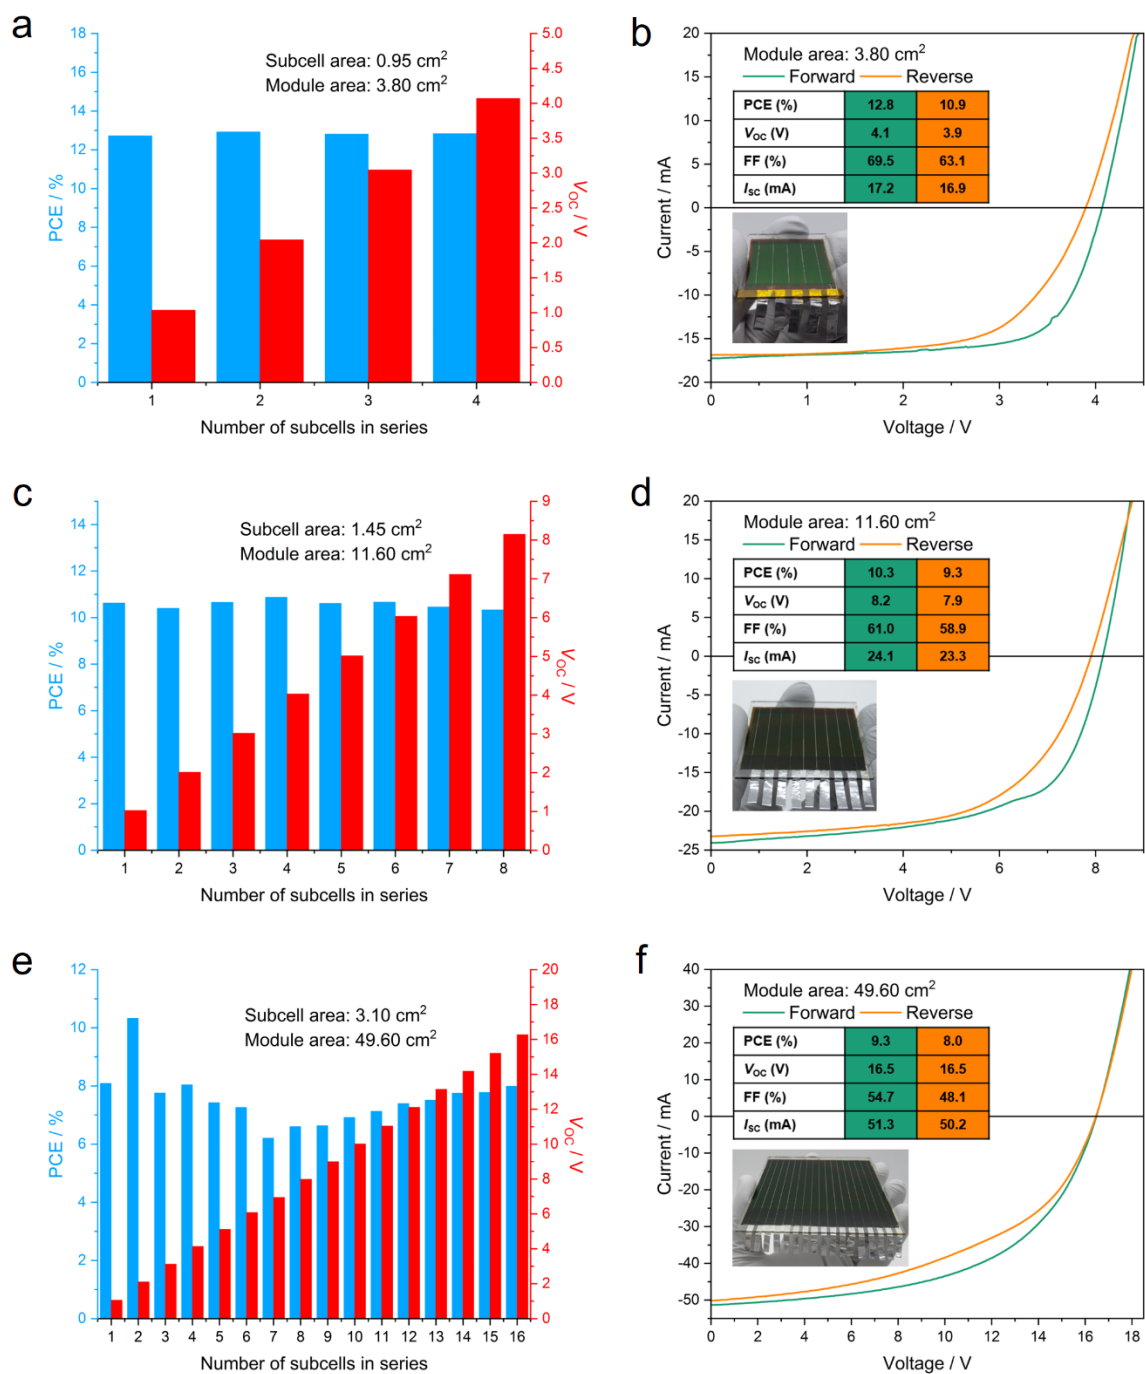 a
18
16
14
12
10
8
6
4
2
0
PCE / %
Subcell area: 0.95 cm²
Module area: 3.80 cm²
5.0
4.5
4.0
3.5
3.0
2.5
2.0
1.5
1.0
0.5
0.0
V_OC / V
1 2 3 4
Number of subcells in series
b
20
15
10
5
0
-5
-10
-15
-20
Current / mA
Module area: 3.80 cm²
Forward Reverse
PCE (%) 12.8 10.9
V_OC (V) 4.1 3.9
FF (%) 69.5 63.1
I_SC (mA) 17.2 16.9
0 1 2 3 4
Voltage / V
c
14
12
10
8
6
4
2
0
PCE / %
Subcell area: 1.45 cm²
Module area: 11.60 cm²
9
8
7
6
5
4
3
2
1
0
V_OC / V
1 2 3 4 5 6 7 8
Number of subcells in series
d
20
15
10
5
0
-5
-10
-15
-20
-25
Current / mA
Module area: 11.60 cm²
Forward Reverse
PCE (%) 10.3 9.3
V_OC (V) 8.2 7.9
FF (%) 61.0 58.9
I_SC (mA) 24.1 23.3
0 2 4 6 8
Voltage / V
e
12
10
8
6
4
2
0
PCE / %
Subcell area: 3.10 cm²
Module area: 49.60 cm²
20
18
16
14
12
10
8
6
4
2
0
V_OC / V
1 2 3 4 5 6 7 8 9 10 11 12 13 14 15 16
Number of subcells in series
f
40
30
20
10
0
-10
-20
-30
-40
-50
Current / mA
Module area: 49.60 cm²
Forward Reverse
PCE (%) 9.3 8.0
V_OC (V) 16.5 16.5
FF (%) 54.7 48.1
I_SC (mA) 51.3 50.2
0 2 4 6 8 10 12 14 16 18
Voltage / V